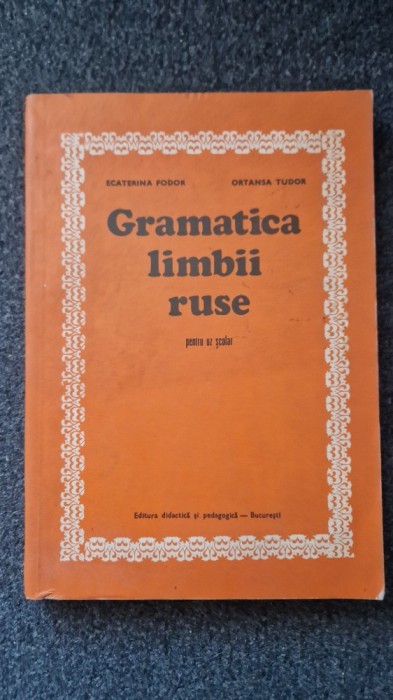 ECATERINA FODOR ORTANSA TUDOR
Gramatica
limbii
ruse
pentru uz școlar
Editura didactică și pedagogică — București